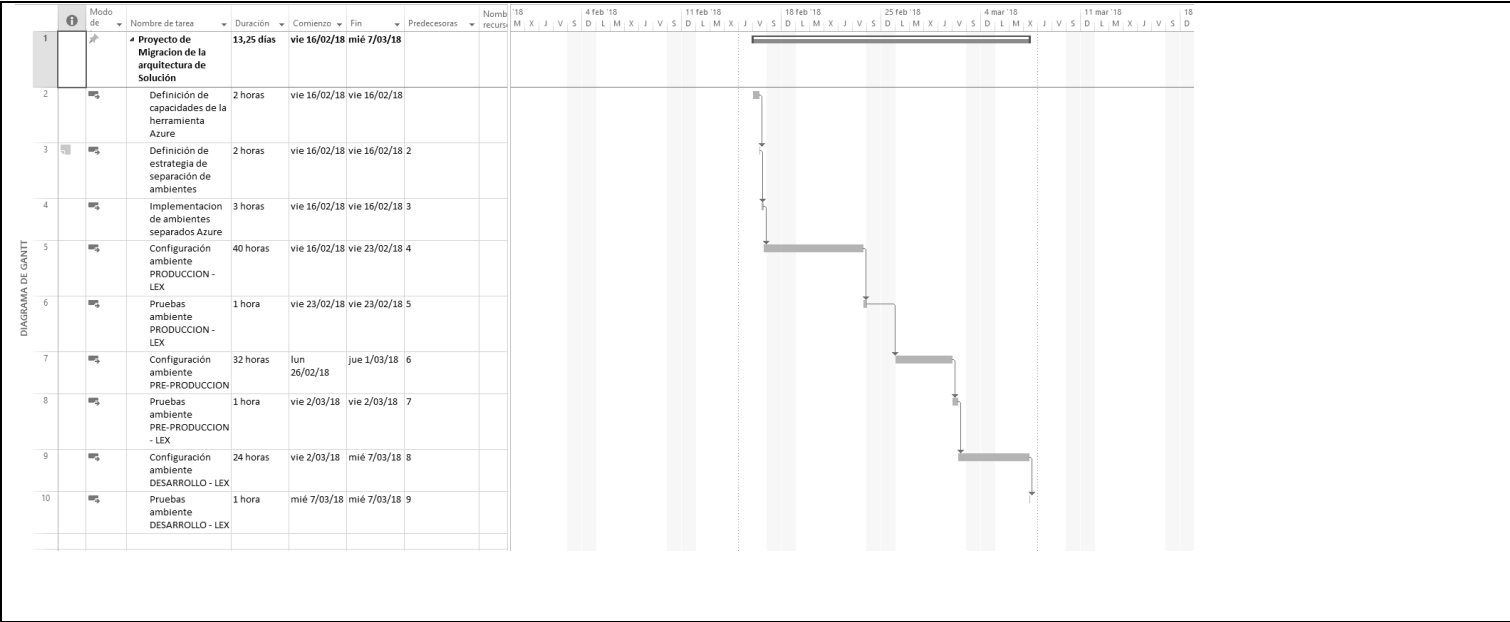 Modo de Nombre de tarea Duración Comienzo Fin Predecesoras Nomb recurs
'18 4 feb '18 11 feb '18 18 feb '18 25 feb '18 4 mar '18 11 mar '18 18
M X J V S D L M X J V S D L M X J V S D L M X J V S D L M X J V S D L M X J V S D L M X J V S D
DIAGRAMA DE GANTT
1 Proyecto de 13,25 días vie 16/02/18 mié 7/03/18
Migracion de la
arquitectura de
Solución
2 Definición de 2 horas vie 16/02/18 vie 16/02/18
capacidades de la
herramienta
Azure
3 Definición de 2 horas vie 16/02/18 vie 16/02/18 2
estrategia de
separación de
ambientes
4 Implementacion 3 horas vie 16/02/18 vie 16/02/18 3
de ambientes
separados Azure
5 Configuración 40 horas vie 16/02/18 vie 23/02/18 4
ambiente
PRODUCCION -
LEX
6 Pruebas 1 hora vie 23/02/18 vie 23/02/18 5
ambiente
PRODUCCION -
LEX
7 Configuración 32 horas lun jue 1/03/18 6
ambiente 26/02/18
PRE-PRODUCCION
8 Pruebas 1 hora vie 2/03/18 vie 2/03/18 7
ambiente
PRE-PRODUCCION
- LEX
9 Configuración 24 horas vie 2/03/18 mié 7/03/18 8
ambiente
DESARROLLO - LEX
10 Pruebas 1 hora mié 7/03/18 mié 7/03/18 9
ambiente
DESARROLLO - LEX